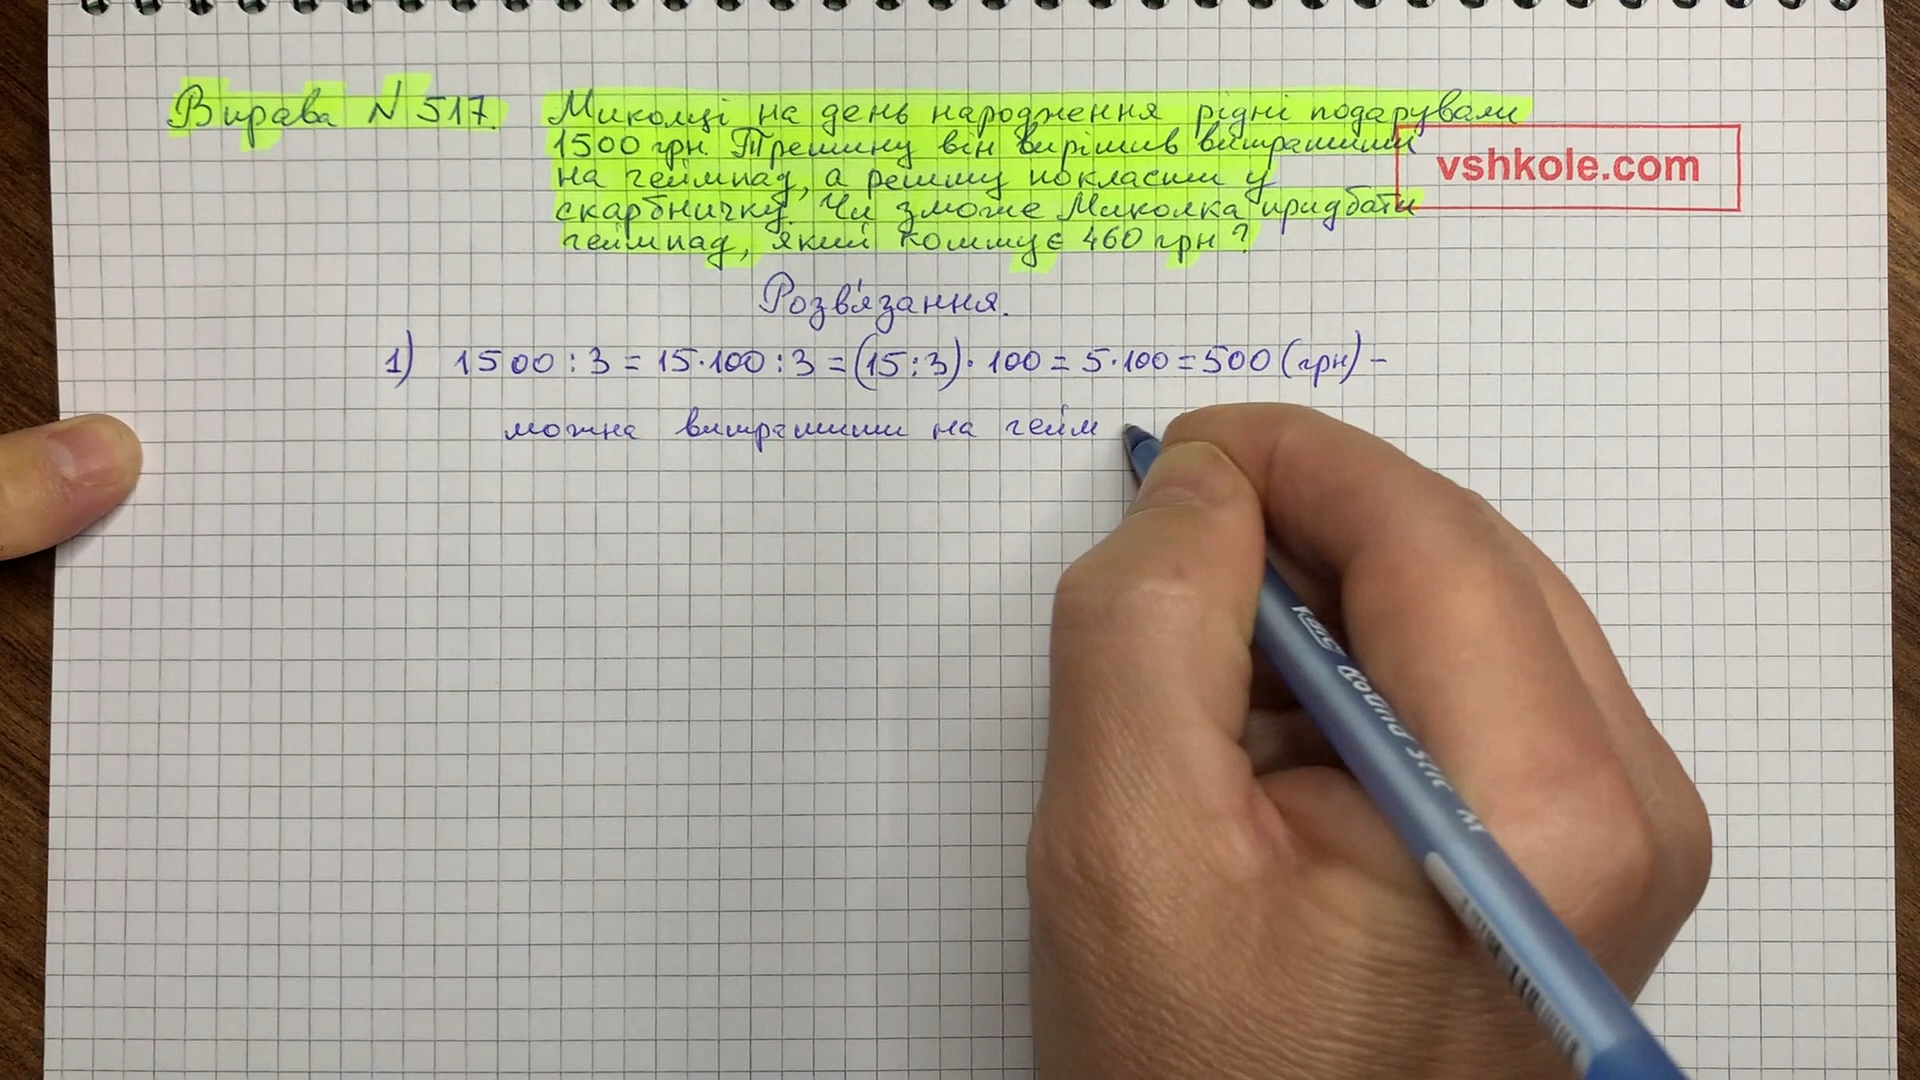 Вправа N 517. Миколці на день народження рідні подарували
1500 грн. Третину він вирішив витратити
на геймпад, а решту покласти у
скарбничку. Чи зможе Миколка придбати
геймпад, який коштує 460 грн?
vshkole.com
Розв'язання.
1) 1500 : 3 = 15·100 : 3 = (15:3)·100 = 5·100 = 500 (грн) –
можна витратити на гейм
Round Stic M